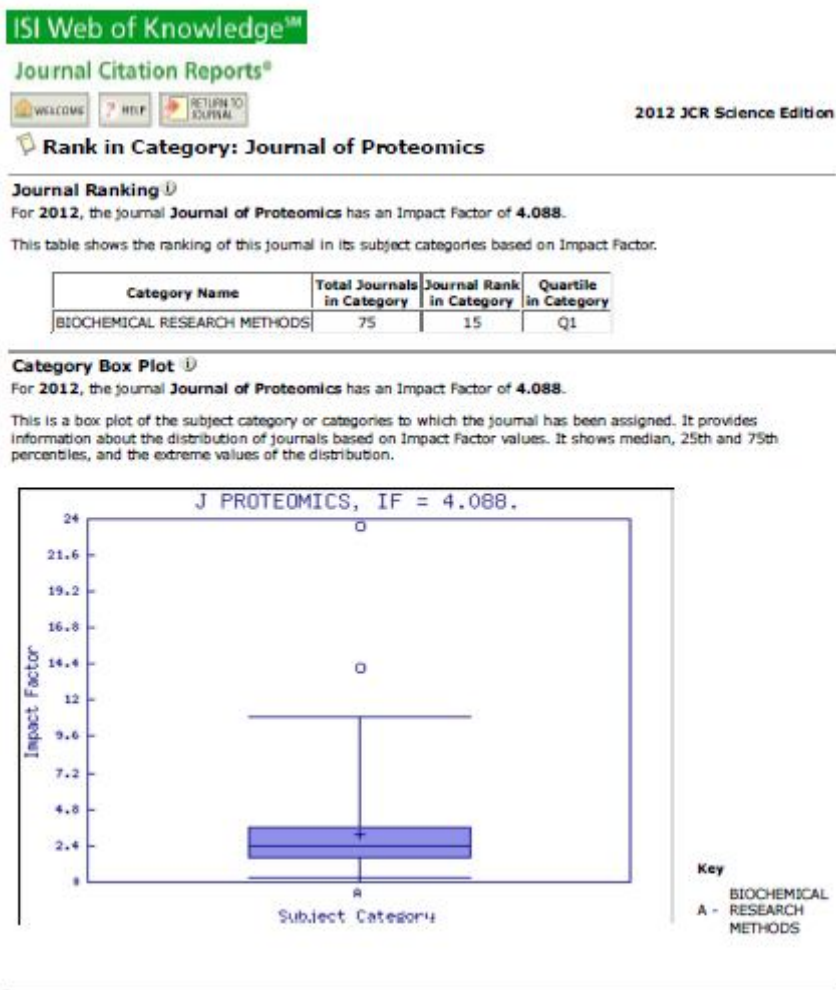 ISI Web of Knowledge℠
Journal Citation Reports®
WELCOME ? HELP RETURN TO JOURNAL
2012 JCR Science Edition
Rank in Category: Journal of Proteomics
Journal Ranking
For 2012, the journal Journal of Proteomics has an Impact Factor of 4.088.
This table shows the ranking of this journal in its subject categories based on Impact Factor.
Category Name Total Journals in Category Journal Rank in Category Quartile in Category
BIOCHEMICAL RESEARCH METHODS 75 15 Q1
Category Box Plot
For 2012, the journal Journal of Proteomics has an Impact Factor of 4.088.
This is a box plot of the subject category or categories to which the journal has been assigned. It provides
information about the distribution of journals based on Impact Factor values. It shows median, 25th and 75th
percentiles, and the extreme values of the distribution.
J PROTEOMICS, IF = 4.088.
24
21.6
19.2
16.8
14.4
12
9.6
7.2
4.8
2.4
0
Impact Factor
A
Subject Category
Key
A - BIOCHEMICAL
RESEARCH
METHODS